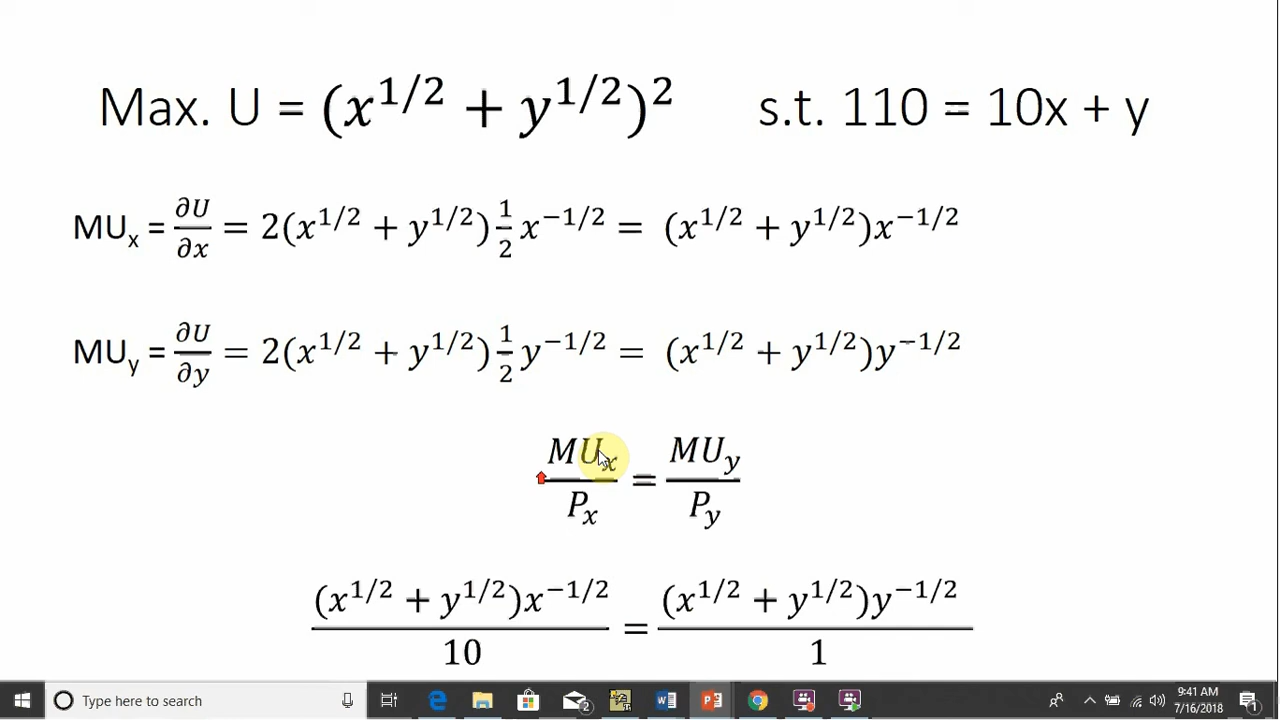 Max. U = (x^{1/2} + y^{1/2})^2 s.t. 110 = 10x + y
MU_x = ∂U/∂x = 2(x^{1/2} + y^{1/2}) 1/2 x^{-1/2} = (x^{1/2} + y^{1/2})x^{-1/2}
MU_y = ∂U/∂y = 2(x^{1/2} + y^{1/2}) 1/2 y^{-1/2} = (x^{1/2} + y^{1/2})y^{-1/2}
MU_x/P_x = MU_y/P_y
(x^{1/2} + y^{1/2})x^{-1/2}/10 = (x^{1/2} + y^{1/2})y^{-1/2}/1
Type here to search 2 9:41 AM
7/16/2018 1